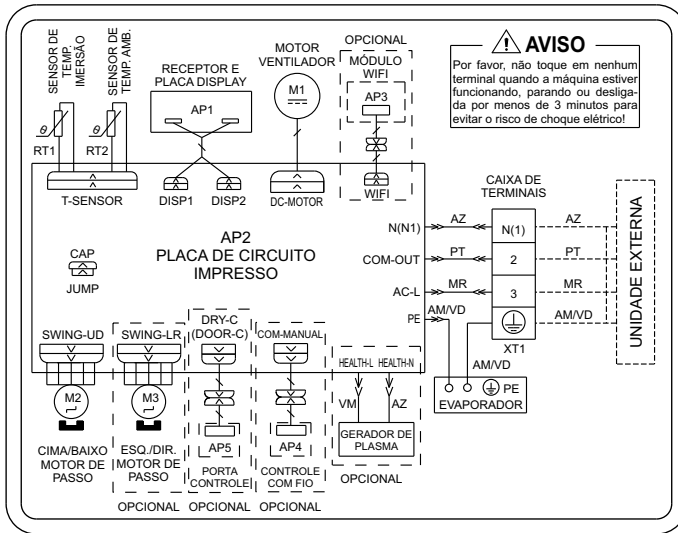 SENSOR DE
TEMP.
IMERSÃO
SENSOR DE
TEMP. AMB.
RT1
RT2
T-SENSOR
RECEPTOR E
PLACA DISPLAY
AP1
DISP1
DISP2
MOTOR
VENTILADOR
M1
DC-MOTOR
OPCIONAL
MÓDULO
WIFI
AP3
WIFI
AVISO
Por favor, não toque em nenhum
terminal quando a máquina estiver
funcionando, parando ou desliga-
da por menos de 3 minutos para
evitar o risco de choque elétrico!
AP2
PLACA DE CIRCUITO
IMPRESSO
CAP
JUMP
N(N1)
COM-OUT
AC-L
PE
AZ
PT
MR
AM/VD
CAIXA DE
TERMINAIS
N(1)
2
3
XT1
AZ
PT
MR
AM/VD
UNIDADE EXTERNA
AM/VD
PE
EVAPORADOR
SWING-UD
M2
CIMA/BAIXO
MOTOR DE
PASSO
SWING-LR
M3
ESQ./DIR.
MOTOR DE
PASSO
OPCIONAL
DRY-C
(DOOR-C)
AP5
PORTA
CONTROLE
OPCIONAL
COM-MANUAL
AP4
CONTROLE
COM FIO
OPCIONAL
HEALTH-L HEALTH-N
VM
AZ
GERADOR DE
PLASMA
OPCIONAL